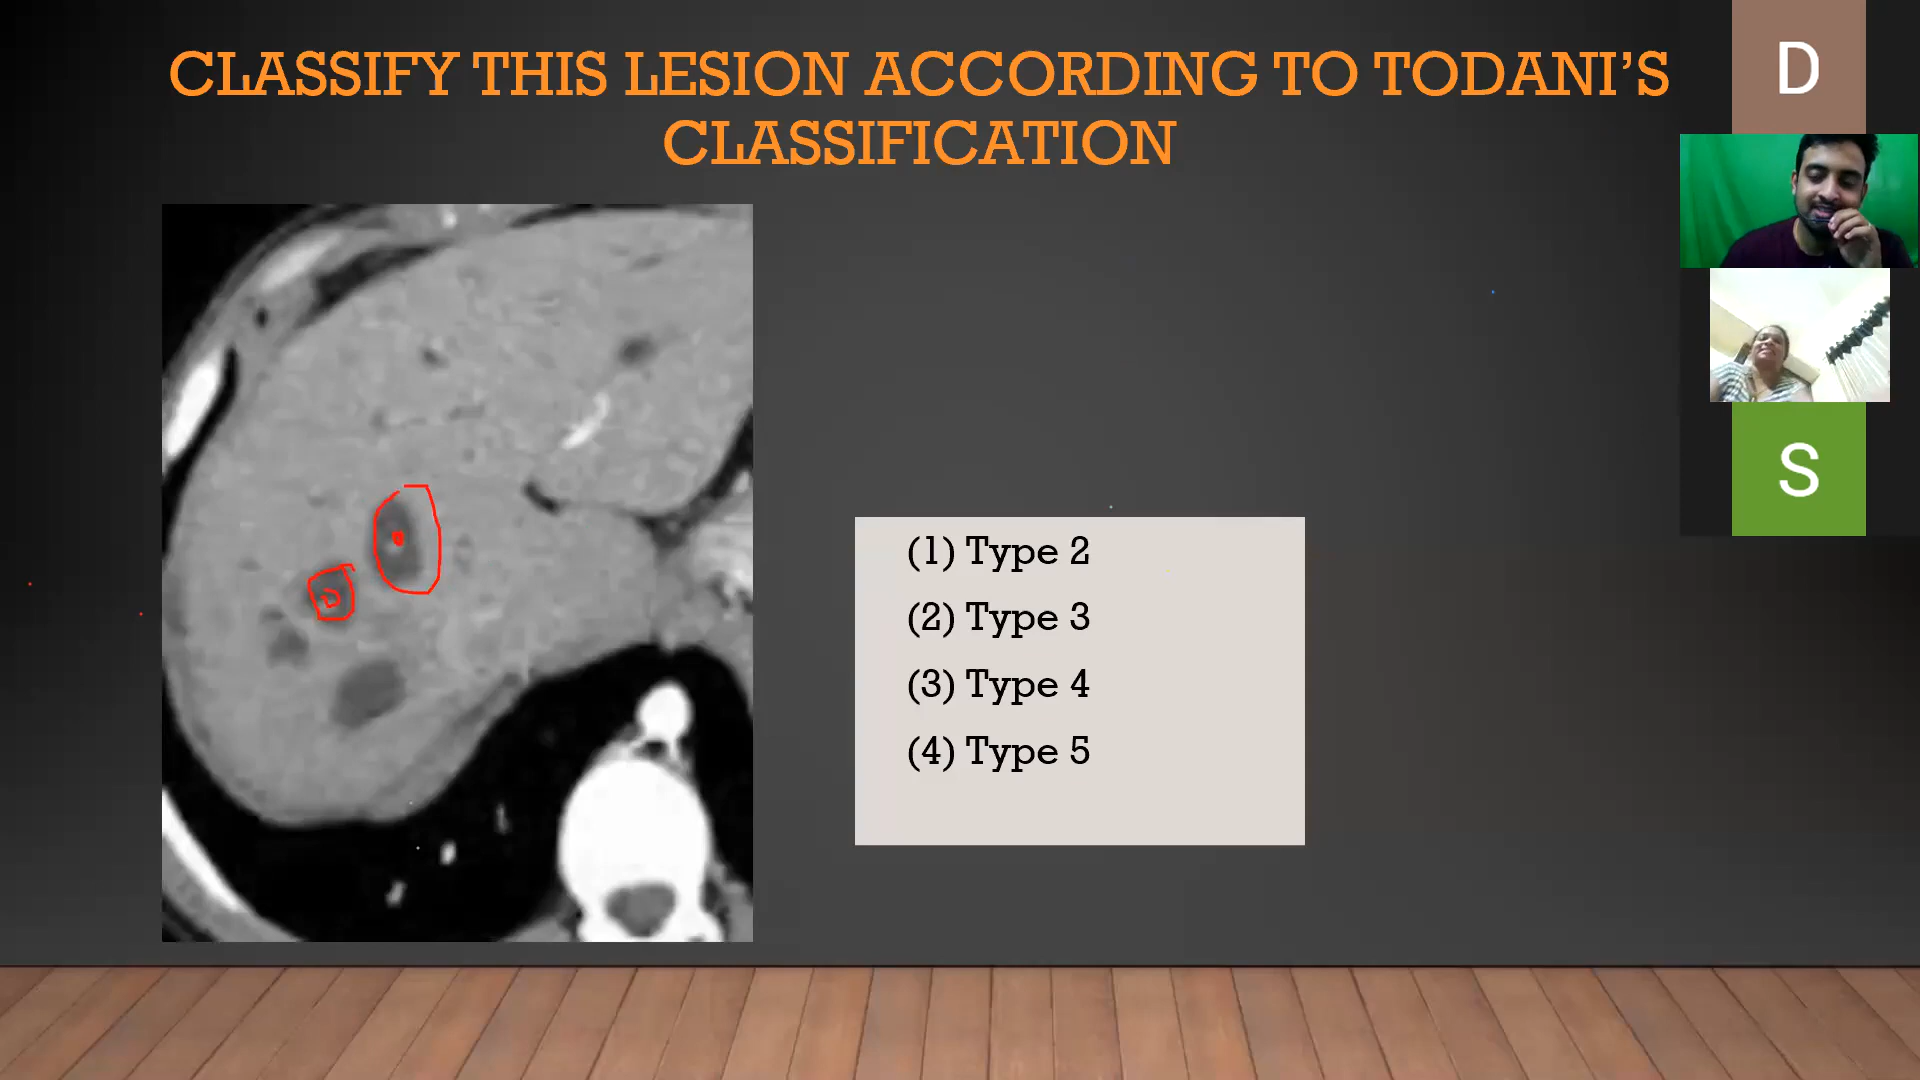 CLASSIFY THIS LESION ACCORDING TO TODANI'S
CLASSIFICATION
D
S
(1) Type 2
(2) Type 3
(3) Type 4
(4) Type 5